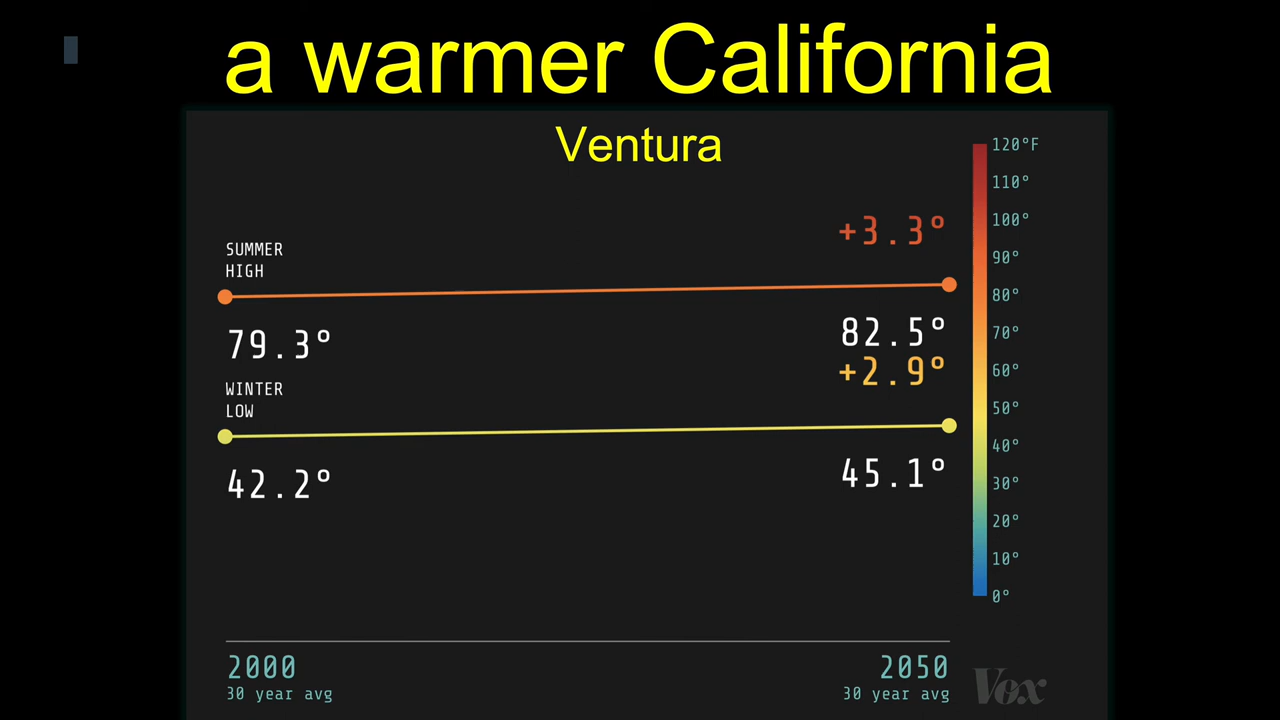 a warmer California
Ventura
120°F
110°
100°
90°
80°
70°
60°
50°
40°
30°
20°
10°
0°
+3.3°
SUMMER
HIGH
79.3°
82.5°
+2.9°
WINTER
LOW
42.2°
45.1°
2000
30 year avg
2050
30 year avg
Vox